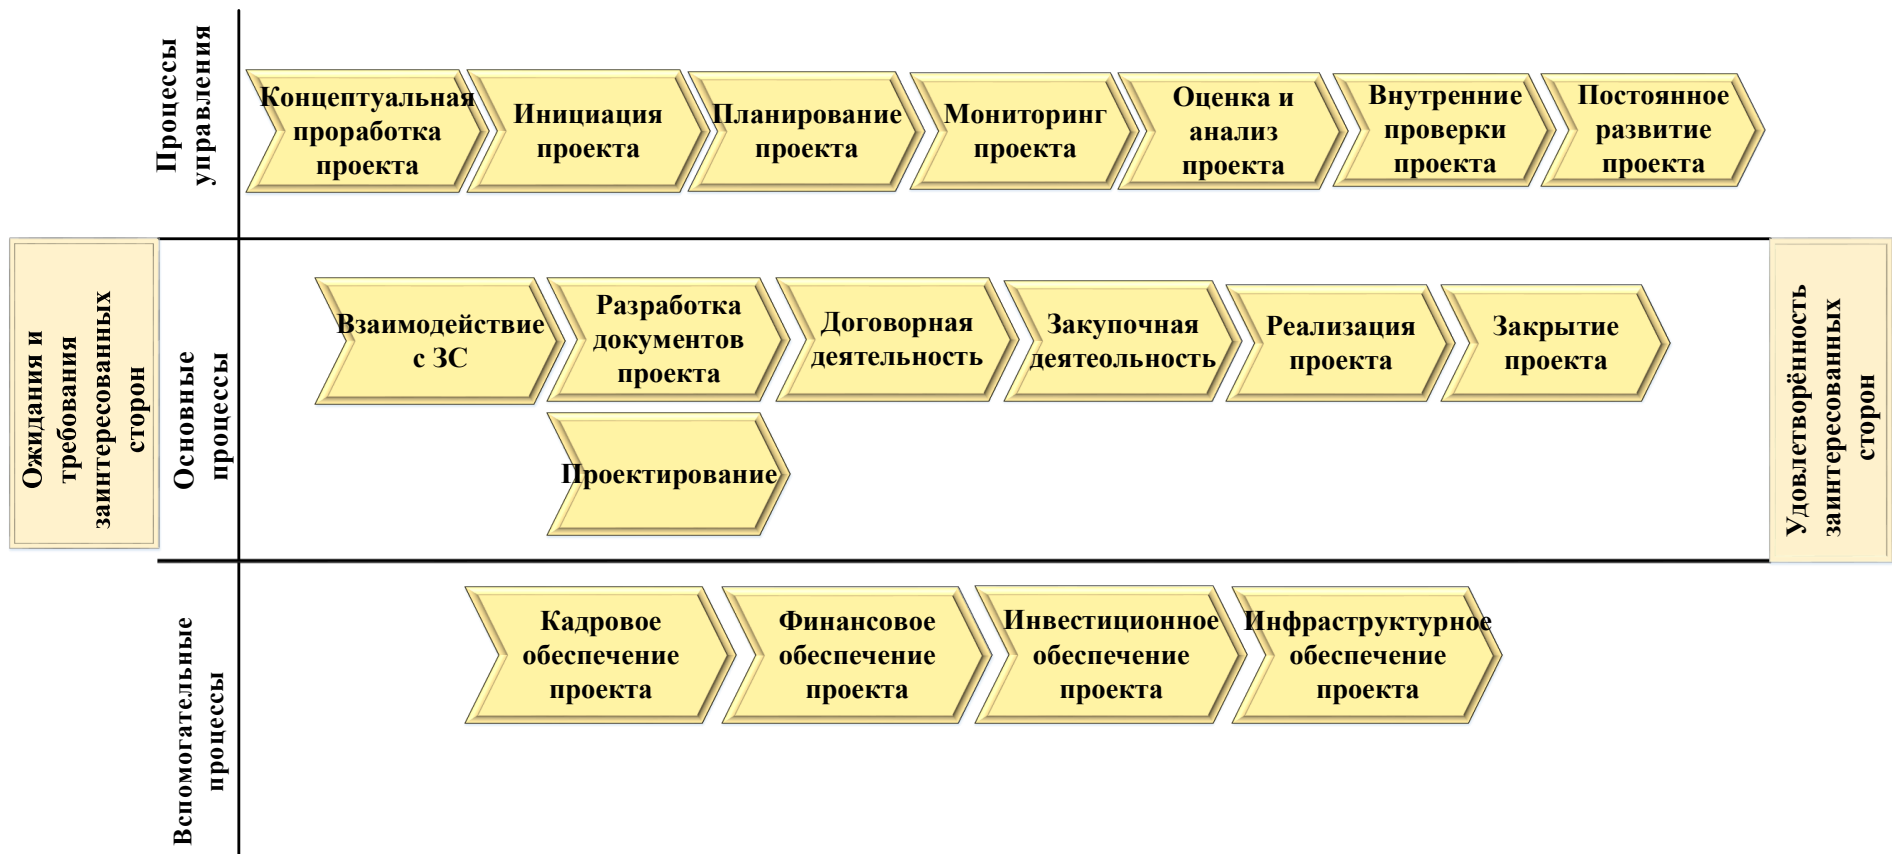 Процессы
управления
Концептуальная
проработка
проекта
Инициация
проекта
Планирование
проекта
Мониторинг
проекта
Оценка и
анализ
проекта
Внутренние
проверки
проекта
Постоянное
развитие
проекта
Ожидания и
требования
заинтересованных
сторон
Основные
процессы
Взаимодействие
с ЗС
Разработка
документов
проекта
Договорная
деятельность
Закупочная
деятеольность
Реализация
проекта
Закрытие
проекта
Проектирование
Удовлетворённость
заинтересованных
сторон
Вспомогательные
процессы
Кадровое
обеспечение
проекта
Финансовое
обеспечение
проекта
Инвестиционное
обеспечение
проекта
Инфраструктурное
обеспечение
проекта